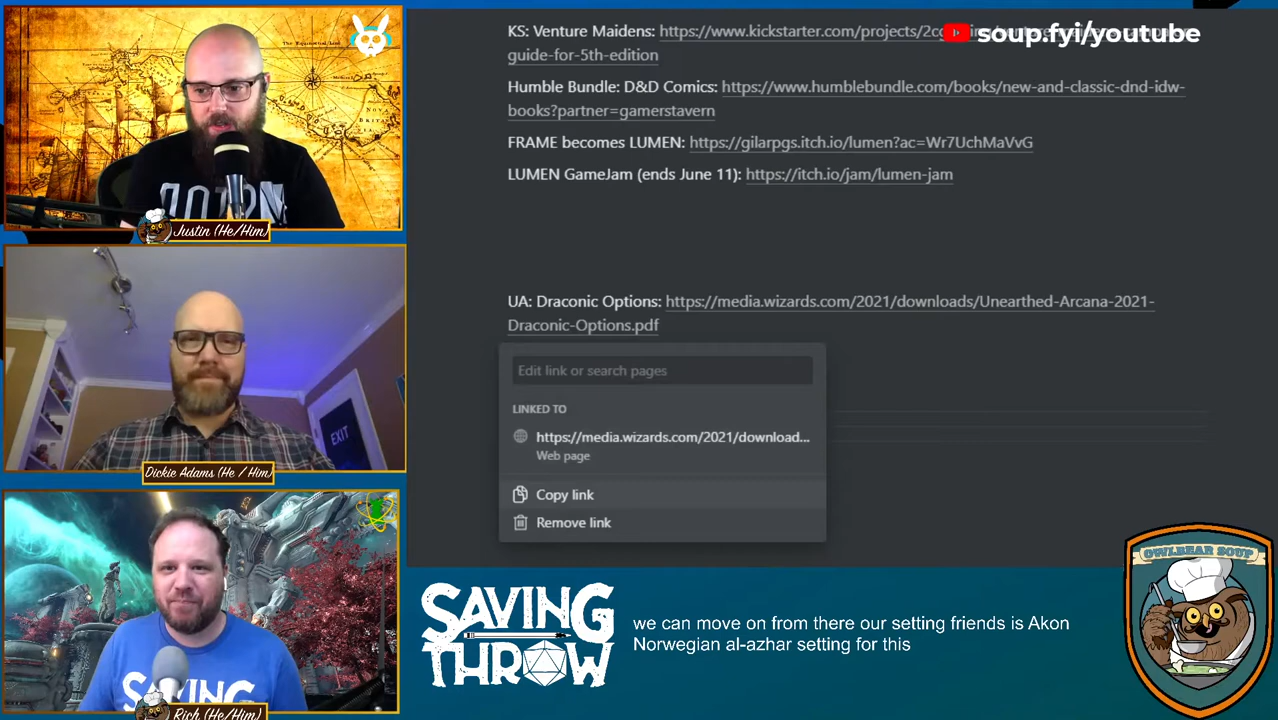 KS: Venture Maidens: https://www.kickstarter.com/projects/2c
soup.fyi/youtube
guide-for-5th-edition
Humble Bundle: D&D Comics: https://www.humblebundle.com/books/new-and-classic-dnd-idw-
books?partner=gamerstavern
FRAME becomes LUMEN: https://gilarpgs.itch.io/lumen?ac=Wr7UchMaVvG
LUMEN GameJam (ends June 11): https://itch.io/jam/lumen-jam
UA: Draconic Options: https://media.wizards.com/2021/downloads/Unearthed-Arcana-2021-
Draconic-Options.pdf
Edit link or search pages
LINKED TO
https://media.wizards.com/2021/download...
Web page
Copy link
Remove link
Justin (He/Him)
EXIT
Dickie Adams (He / Him)
SAVING
Rich (He/Him)
SAVING
THROW
we can move on from there our setting friends is Akon
Norwegian al-azhar setting for this
OWLBEAR SOUP